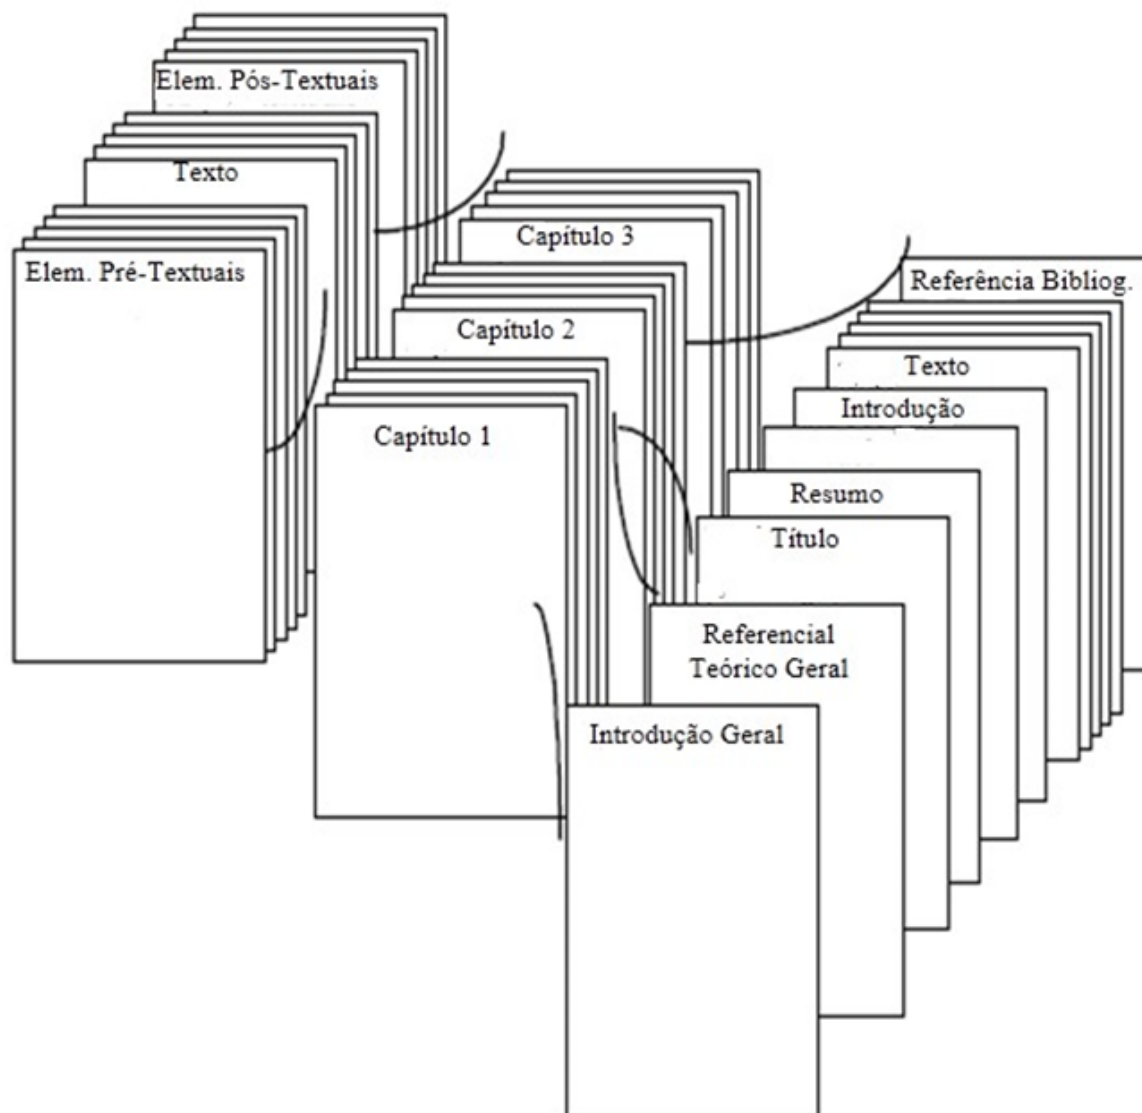 Elem. Pós-Textuais
Texto
Elem. Pré-Textuais
Capítulo 3
Capítulo 2
Capítulo 1
Referência Bibliog.
Texto
Introdução
Resumo
Título
Referencial
Teórico Geral
Introdução Geral